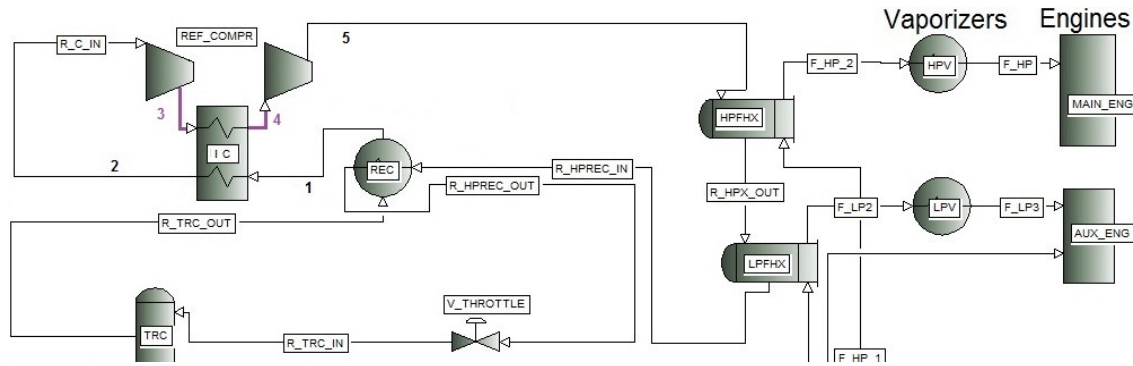 Vaporizers Engines
R_C_IN
REF_COMPR
5
F_HP_2
HPV
F_HP
MAIN_ENG
3
4
HPFHX
I C
2
1
REC
R_HPREC_IN
R_HPREC_OUT
R_HPX_OUT
F_LP2
LPV
F_LP3
AUX_ENG
R_TRC_OUT
LPFHX
V_THROTTLE
TRC
R_TRC_IN
F_HP_1